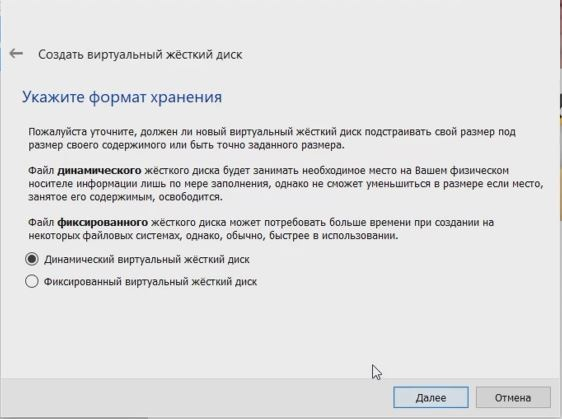 Создать виртуальный жёсткий диск
Укажите формат хранения
Пожалуйста уточните, должен ли новый виртуальный жёсткий диск подстраивать свой размер под
размер своего содержимого или быть точно заданного размера.
Файл динамического жёсткого диска будет занимать необходимое место на Вашем физическом
носителе информации лишь по мере заполнения, однако не сможет уменьшиться в размере если место,
занятое его содержимым, освободится.
Файл фиксированного жёсткого диска может потребовать больше времени при создании на
некоторых файловых системах, однако, обычно, быстрее в использовании.
Динамический виртуальный жёсткий диск
Фиксированный виртуальный жёсткий диск
Далее
Отмена